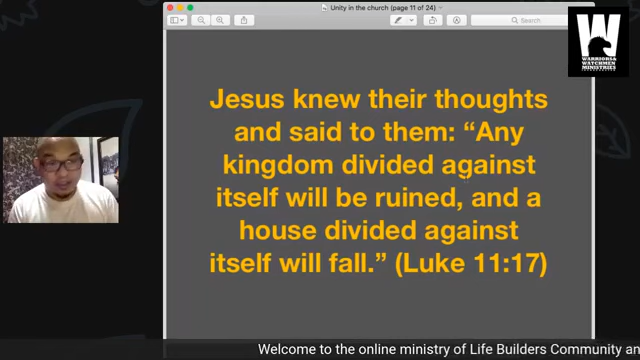 Unity in the church (page 11 of 24)
Search
WARRIORS & WATCHMEN MINISTRIES
Jesus knew their thoughts
and said to them: “Any
kingdom divided against
itself will be ruined, and a
house divided against
itself will fall.” (Luke 11:17)
Welcome to the online ministry of Life Builders Community an